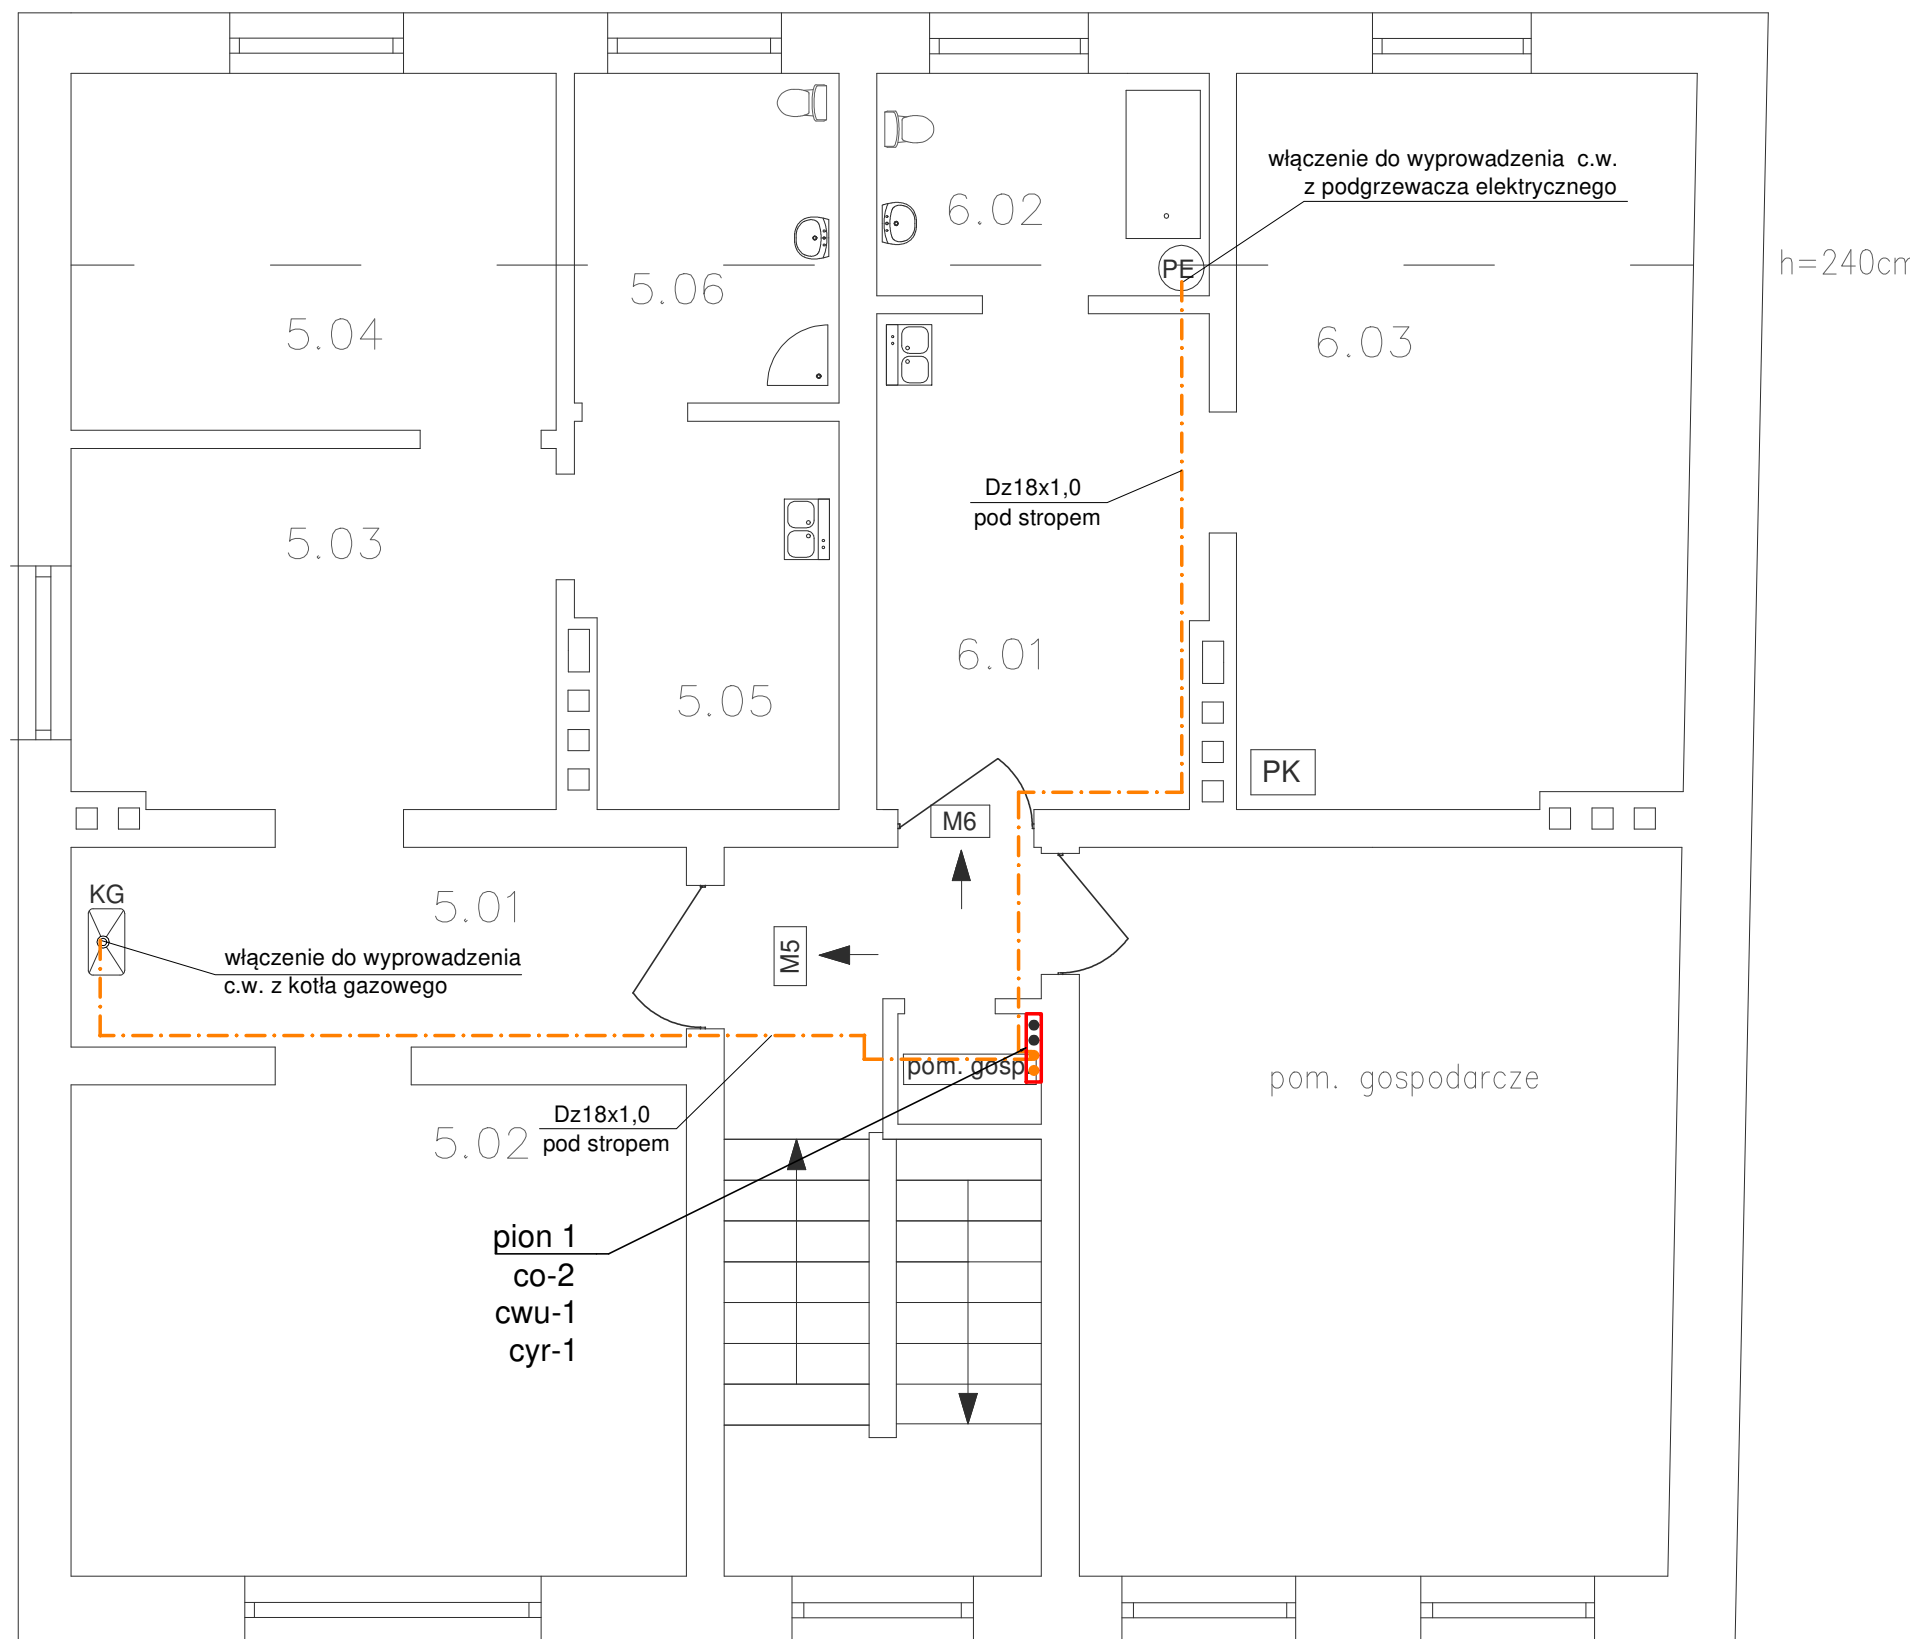 włączenie do wyprowadzenia c.w.
z podgrzewacza elektrycznego
6.02
PE
h=240cm
5.06
5.04
6.03
Dz18x1,0
pod stropem
5.03
6.01
5.05
PK
M6
KG
5.01
M5
włączenie do wyprowadzenia
c.w. z kotła gazowego
pom. gosp.
pom. gospodarcze
Dz18x1,0
pod stropem
5.02
pion 1
co-2
cwu-1
cyr-1